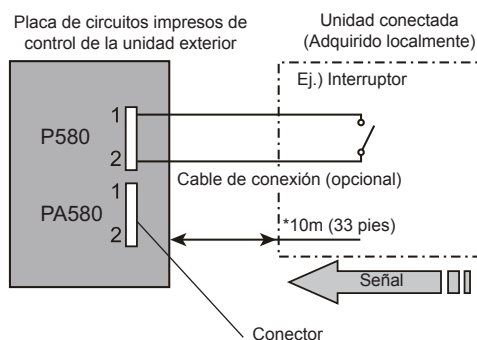 Placa de circuitos impresos de
control de la unidad exterior
Unidad conectada
(Adquirido localmente)
Ej.) Interruptor
P580
1
2
Cable de conexión (opcional)
PA580
1
2
*10m (33 pies)
Señal
Conector